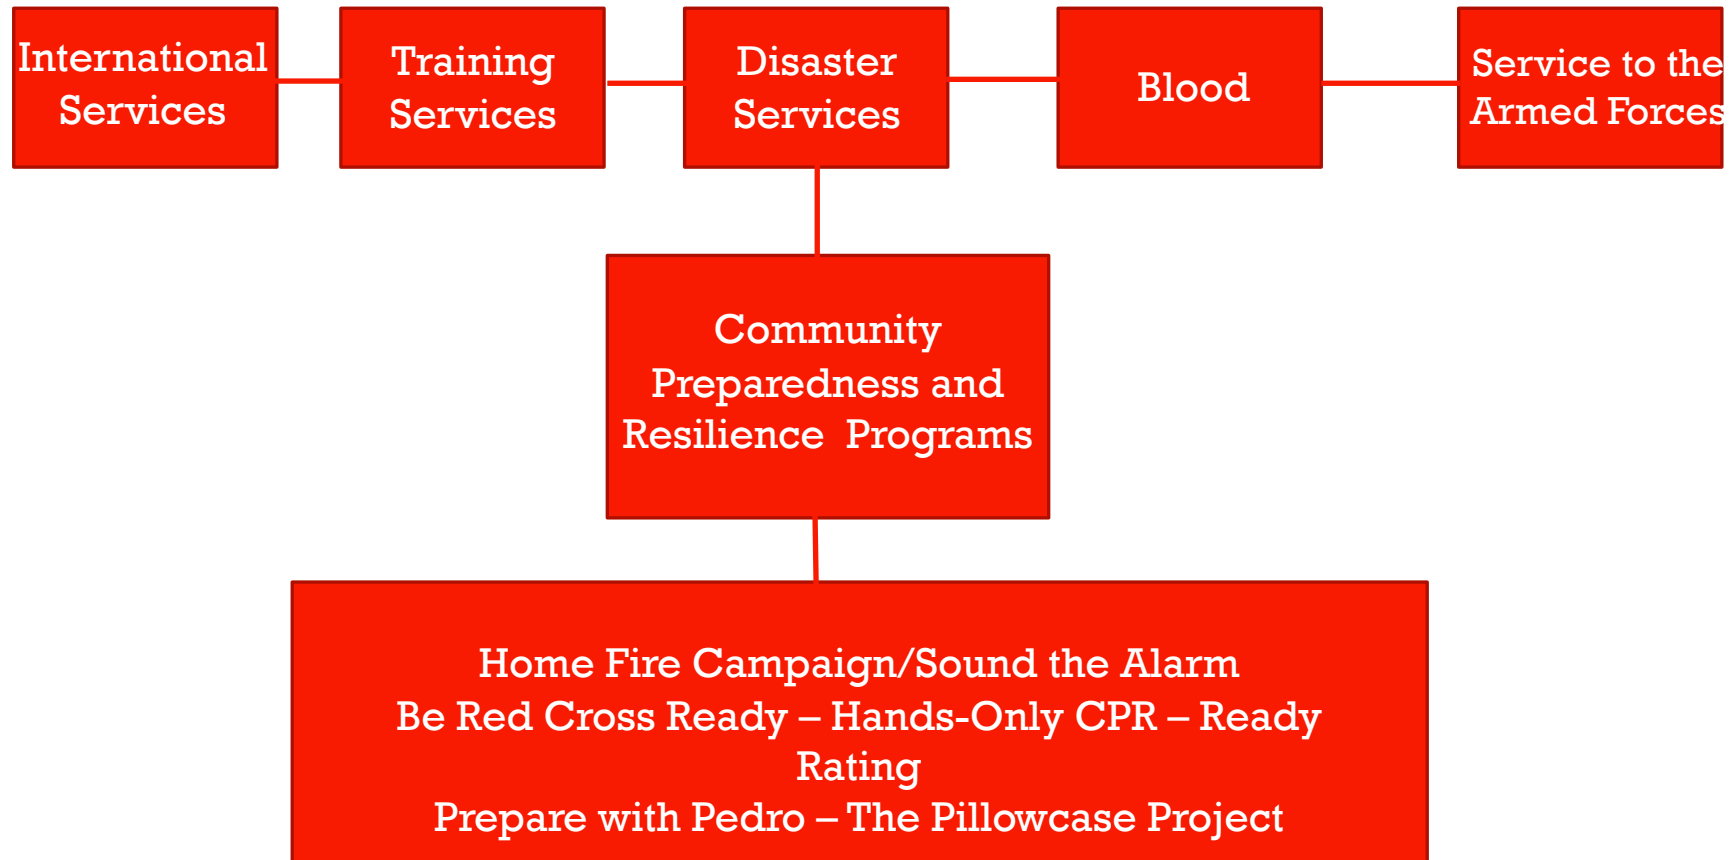 International
Services
Training
Services
Disaster
Services
Blood
Service to the
Armed Forces
Community
Preparedness and
Resilience  Programs
Home Fire Campaign/Sound the Alarm
Be Red Cross Ready – Hands-Only CPR – Ready
Rating
Prepare with Pedro – The Pillowcase Project